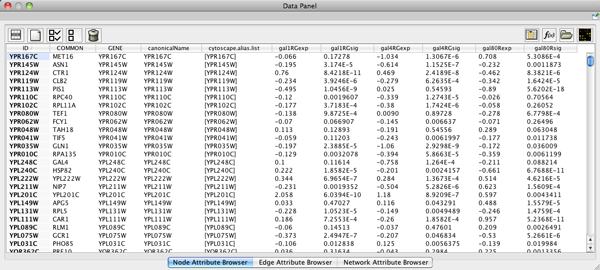 Data Panel
ID COMMON GENE canonicalName cytoscape.alias.list gal1RGexp gal1RGsig gal4RGexp gal4RGsig gal80Rexp gal80Rsig
YPR167C MET16 YPR167C YPR167C [YPR167C] -0.066 0.17278 -1.034 1.3067E-6 0.708 5.3086E-4
YPR145W ASN1 YPR145W YPR145W [YPR145W] -0.195 3.174E-5 -0.614 1.1525E-7 -0.232 0.0011873
YPR124W CTR1 YPR124W YPR124W [YPR124W] 0.76 8.4218E-11 0.469 2.4189E-8 -0.462 8.3821E-6
YPR119W CLB2 YPR119W YPR119W [YPR119W] -0.234 3.9246E-6 -0.279 6.2635E-6 -0.342 1.6424E-5
YPR113W PIS1 YPR113W YPR113W [YPR113W] -0.495 1.0456E-9 0.025 0.54593 -0.89 5.6202E-18
YPR110C RPC40 YPR110C YPR110C [YPR110C] -0.12 0.0019607 -0.339 1.2743E-5 -0.026 0.70564
YPR102C RPL11A YPR102C YPR102C [YPR102C] -0.177 3.7183E-4 -0.38 1.7424E-6 -0.058 0.26052
YPR080W TEF1 YPR080W YPR080W [YPR080W] -0.138 9.8725E-4 0.0090 0.89728 -0.278 6.7798E-4
YPR062W FCY1 YPR062W YPR062W [YPR062W] -0.07 0.066907 -0.145 0.006637 -0.071 0.26496
YPR048W TAH18 YPR048W YPR048W [YPR048W] 0.113 0.12893 -0.191 0.54556 0.289 0.063048
YPR041W TIF5 YPR041W YPR041W [YPR041W] -0.059 0.11203 -0.243 0.0061997 -0.177 0.011738
YPR035W GLN1 YPR035W YPR035W [YPR035W] -0.197 2.3885E-5 -1.06 2.9298E-9 -0.172 0.036009
YPR010C RPA135 YPR010C YPR010C [YPR010C] -0.129 0.0032078 -0.394 5.8663E-5 -0.359 0.0061199
YPL248C GAL4 YPL248C YPL248C [YPL248C] 0.1 0.11614 -0.758 1.264E-4 -0.211 0.088214
YPL240C HSP82 YPL240C YPL240C [YPL240C] 0.222 1.8582E-5 -0.201 0.0024157 -0.661 6.7688E-11
YPL222W YPL222W YPL222W YPL222W [YPL222W] 0.344 6.9654E-7 0.284 1.3673E-4 0.514 4.6216E-5
YPL211W NIP7 YPL211W YPL211W [YPL211W] -0.231 0.0019352 -0.504 5.2826E-6 0.623 1.5609E-4
YPL201C YPL201C YPL201C YPL201C [YPL201C] 2.058 6.0394E-10 1.18 8.9209E-7 0.597 0.0043411
YPL149W APG5 YPL149W YPL149W [YPL149W] 0.033 0.47027 0.116 0.043291 0.488 1.5575E-5
YPL131W RPL5 YPL131W YPL131W [YPL131W] -0.228 1.0523E-5 -0.149 0.0049489 -0.246 4.1475E-4
YPL111W CAR1 YPL111W YPL111W [YPL111W] 0.186 7.2553E-4 -0.26 1.8582E-4 0.957 5.2368E-11
YPL089C RLM1 YPL089C YPL089C [YPL089C] -0.06 0.14513 -0.037 0.47601 0.209 0.0026491
YPL075W GCR1 YPL075W YPL075W [YPL075W] -0.373 2.4947E-7 -0.207 0.046834 -0.53 5.2661E-6
YPL031C PHO85 YPL031C YPL031C [YPL031C] -0.106 0.012838 0.125 0.0056375 -0.139 0.019984
Node Attribute Browser Edge Attribute Browser Network Attribute Browser